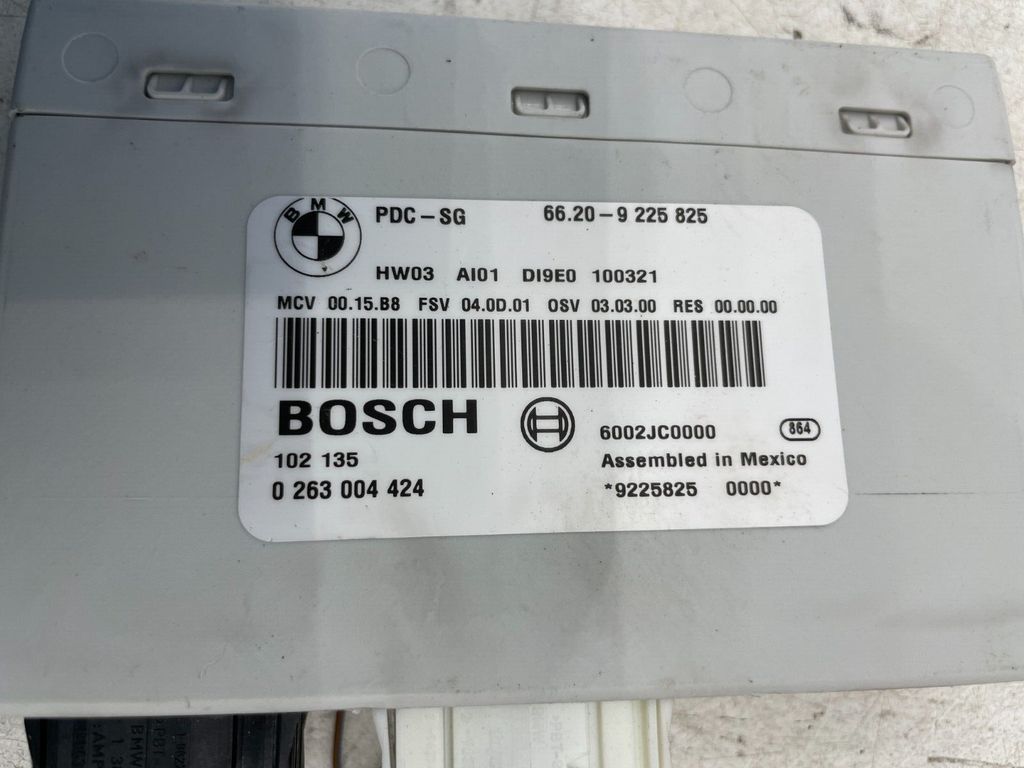 BMW
PDC-SG 66.20-9 225 825
HW03 AI01 DI9E0 100321
MCV 00.15.B8 FSV 04.0D.01 OSV 03.03.00 RES 00.00.00
BOSCH
6002JC0000 864
102 135 Assembled in Mexico
0 263 004 424 *9225825 0000*
BMW
AMP